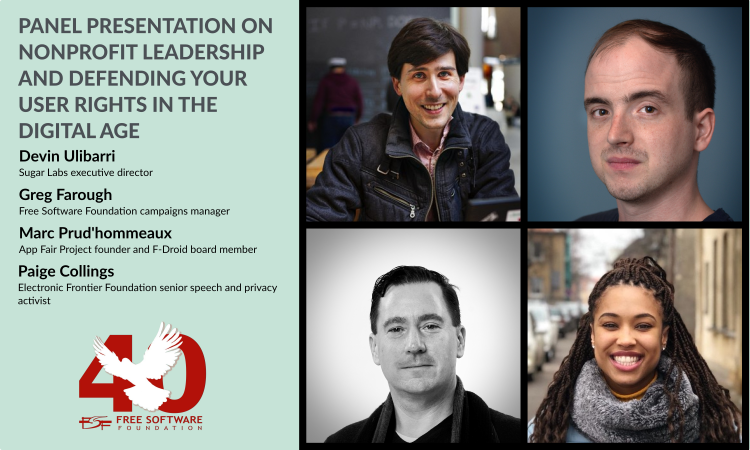 PANEL PRESENTATION ON
NONPROFIT LEADERSHIP
AND DEFENDING YOUR
USER RIGHTS IN THE
DIGITAL AGE
Devin Ulibarri
Sugar Labs executive director
Greg Farough
Free Software Foundation campaigns manager
Marc Prud'hommeaux
App Fair Project founder and F-Droid board member
Paige Collings
Electronic Frontier Foundation senior speech and privacy
activist
40
FSF FREE SOFTWARE
FOUNDATION